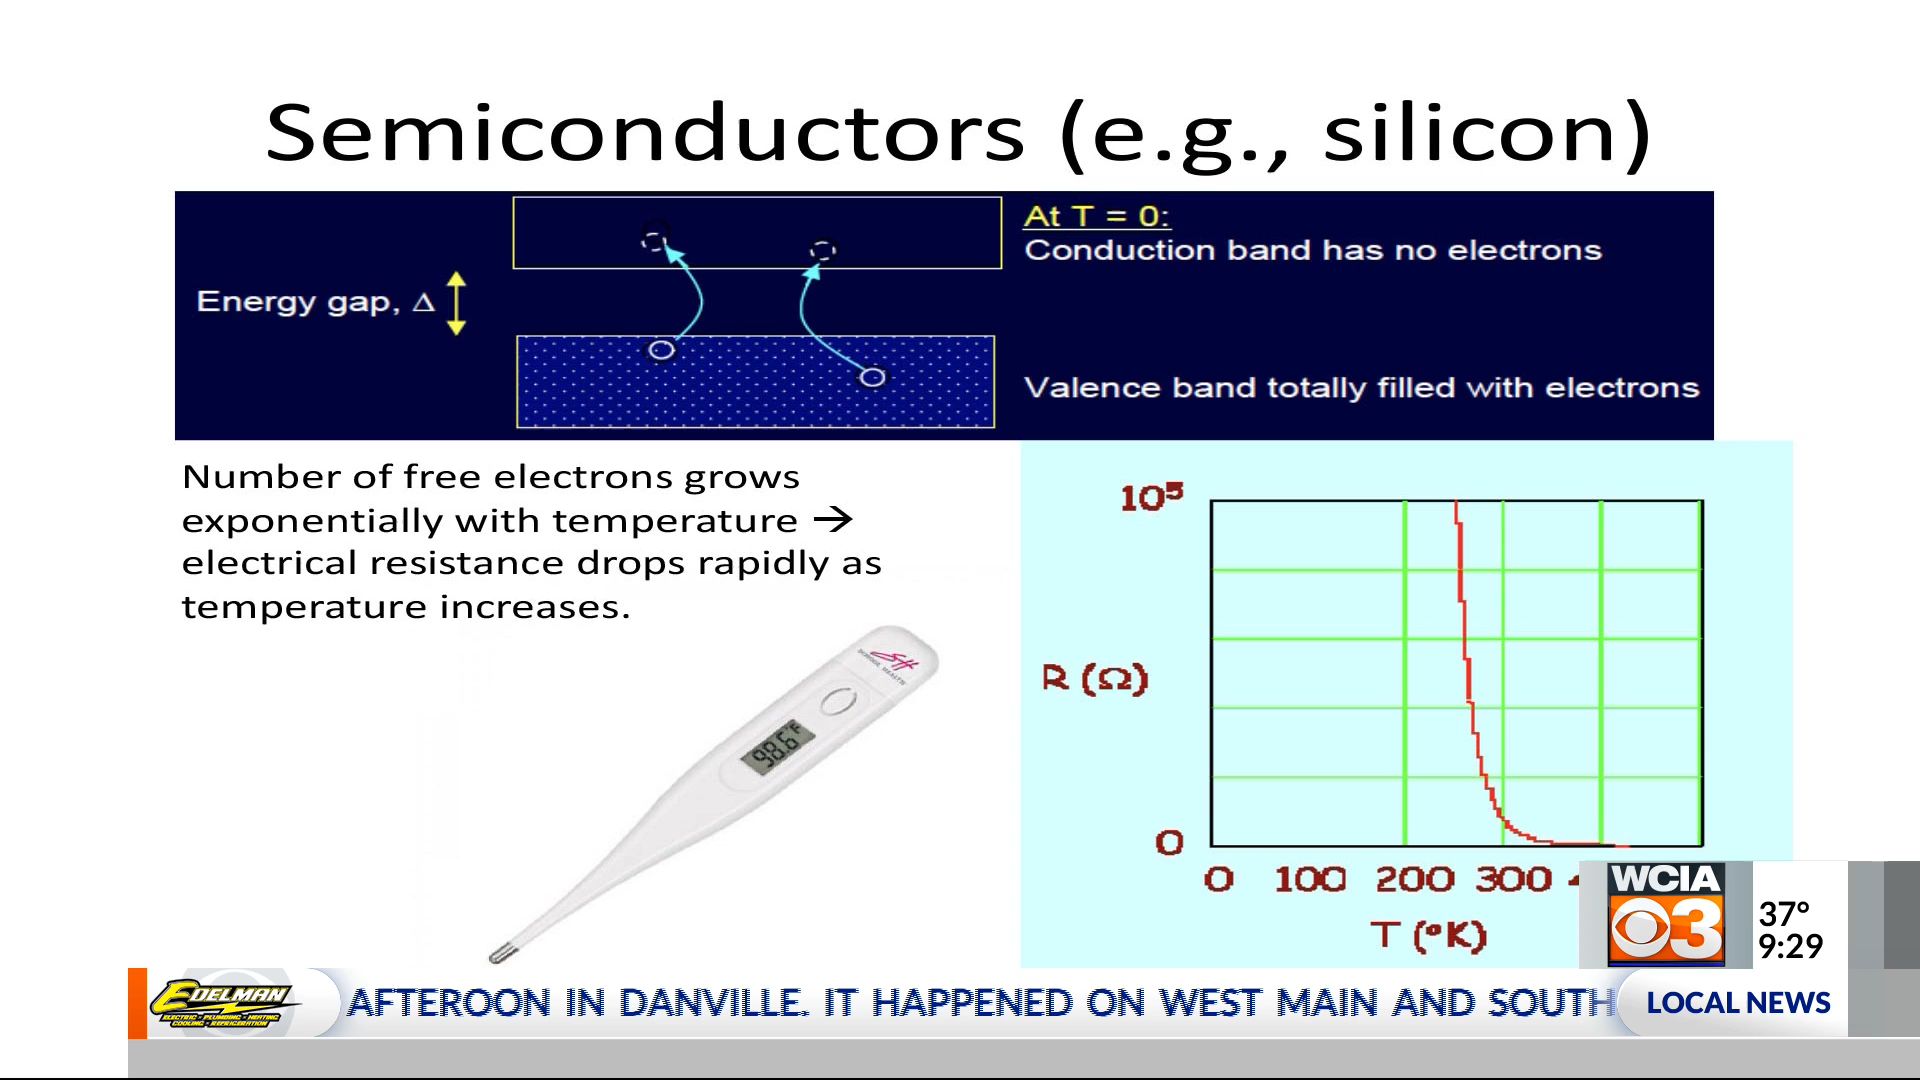 Semiconductors (e.g., silicon)
At T = 0:
Conduction band has no electrons
Energy gap, Δ
Valence band totally filled with electrons
Number of free electrons grows
exponentially with temperature →
electrical resistance drops rapidly as
temperature increases.
98.6°F
10⁵
R (Ω)
0
0 100 200 300
T (°K)
WCIA
3
37°
9:29
EDELMAN
ELECTRIC - PLUMBING - HEATING
COOLING - REFRIGERATION
AFTEROON IN DANVILLE. IT HAPPENED ON WEST MAIN AND SOUTH
LOCAL NEWS